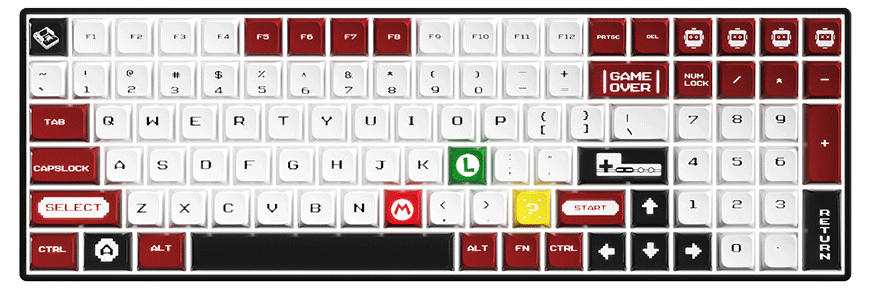 F1 F2 F3 F4 F5 F6 F7 F8 F9 F10 F11 F12 PRTSC DEL
~ ` ! 1 @ 2 # 3 $ 4 % 5 ^ 6 & 7 * 8 ( 9 ) 0 _ - + = GAME OVER NUM LOCK / * -
TAB Q W E R T Y U I O P { [ } ] | \ 7 8 9 +
CAPSLOCK A S D F G H J K L : ; " ' 4 5 6
SELECT Z X C V B N M < , > . ? START 1 2 3 RETURN
CTRL A ALT ALT FN CTRL 0 .